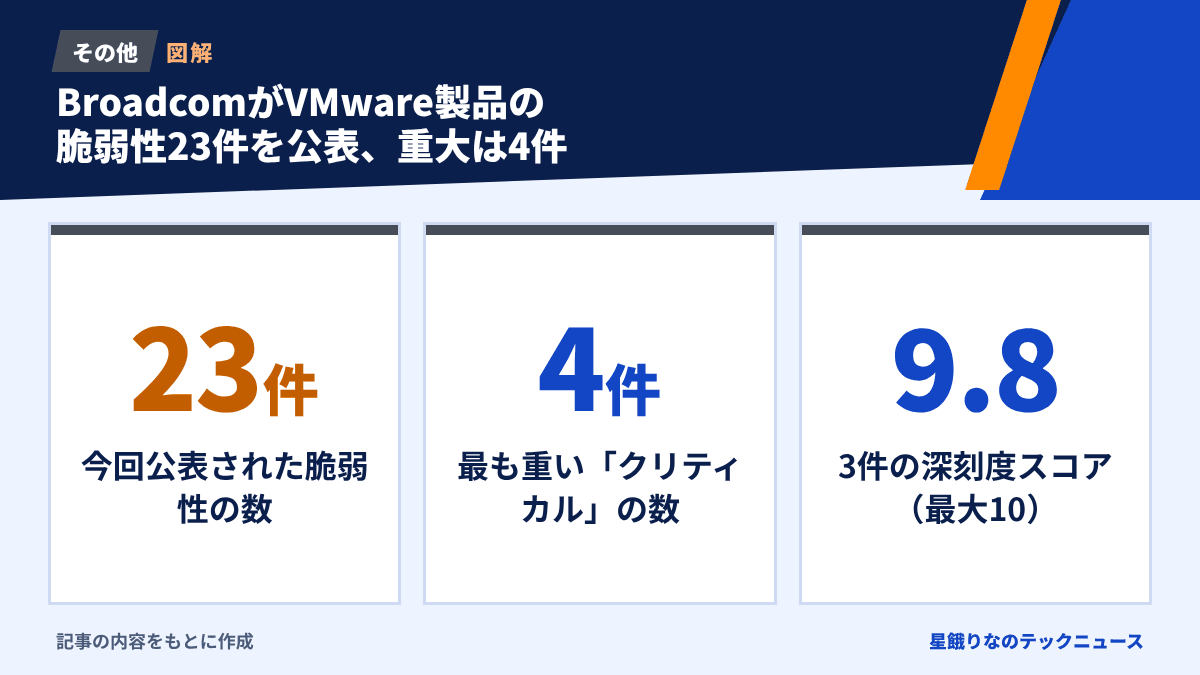 その他 図解
BroadcomがVMware製品の
脆弱性23件を公表、重大は4件
23件
今回公表された脆弱
性の数
4件
最も重い「クリティ
カル」の数
9.8
3件の深刻度スコア
（最大10）
記事の内容をもとに作成
星餓りなのテックニュース